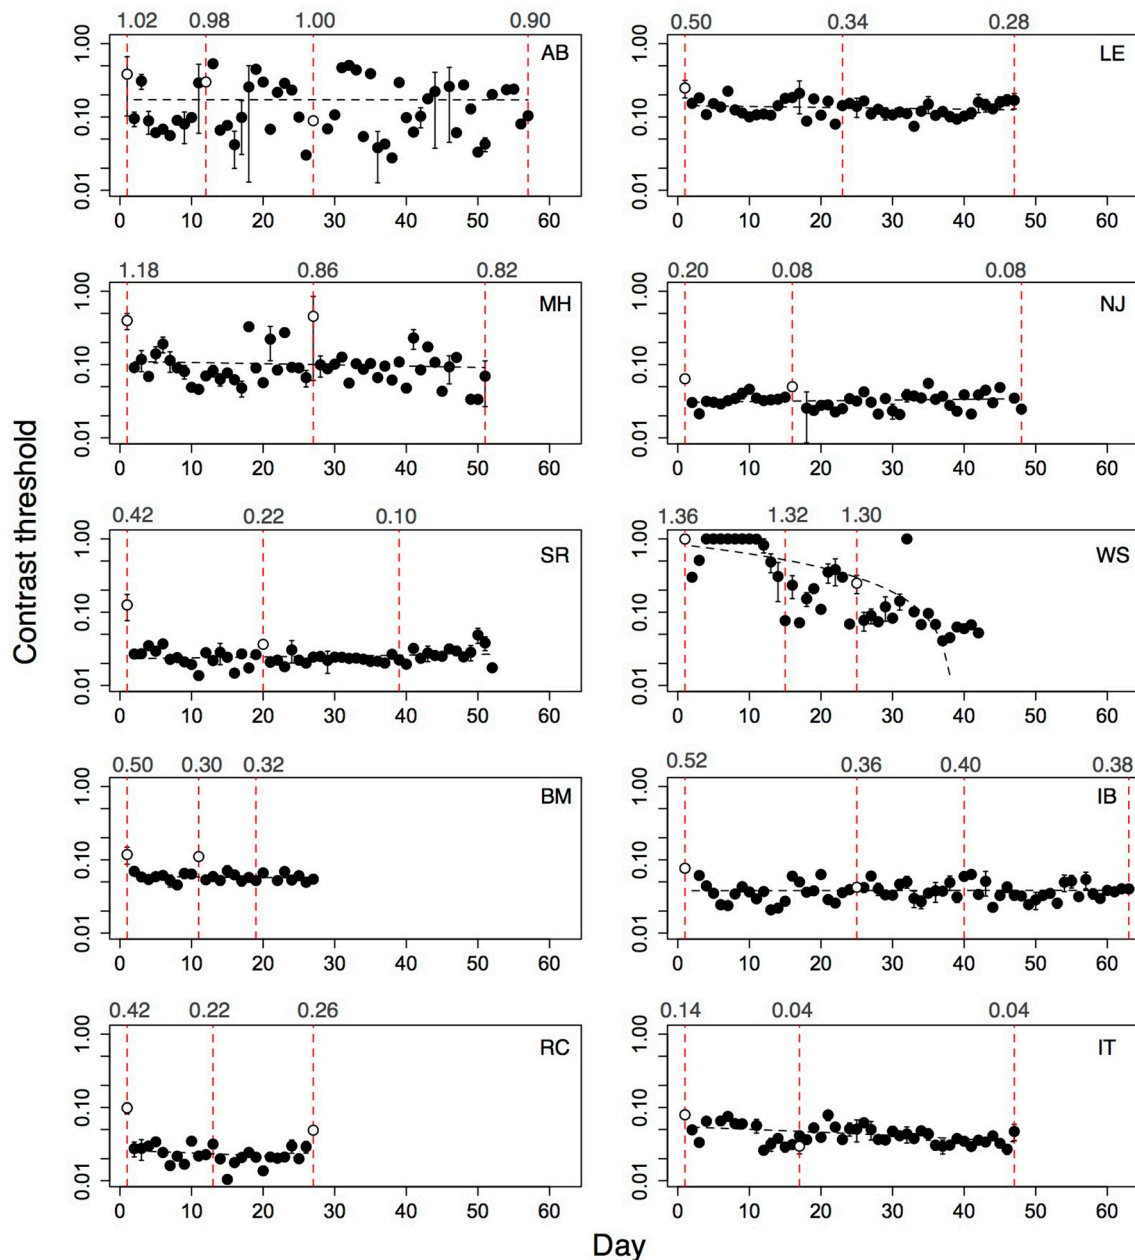 1.02 0.98 1.00 0.90 0.50 0.34 0.28
AB LE
1.00 0.10 0.01 1.00 0.10 0.01
0 10 20 30 40 50 60 0 10 20 30 40 50 60
1.18 0.86 0.82 0.20 0.08 0.08
MH NJ
1.00 0.10 0.01 1.00 0.10 0.01
0 10 20 30 40 50 60 0 10 20 30 40 50 60
Contrast threshold
0.42 0.22 0.10 1.36 1.32 1.30
SR WS
1.00 0.10 0.01 1.00 0.10 0.01
0 10 20 30 40 50 60 0 10 20 30 40 50 60
0.50 0.30 0.32 0.52 0.36 0.40 0.38
BM IB
1.00 0.10 0.01 1.00 0.10 0.01
0 10 20 30 40 50 60 0 10 20 30 40 50 60
0.42 0.22 0.26 0.14 0.04 0.04
RC IT
1.00 0.10 0.01 1.00 0.10 0.01
0 10 20 30 40 50 60 0 10 20 30 40 50 60
Day